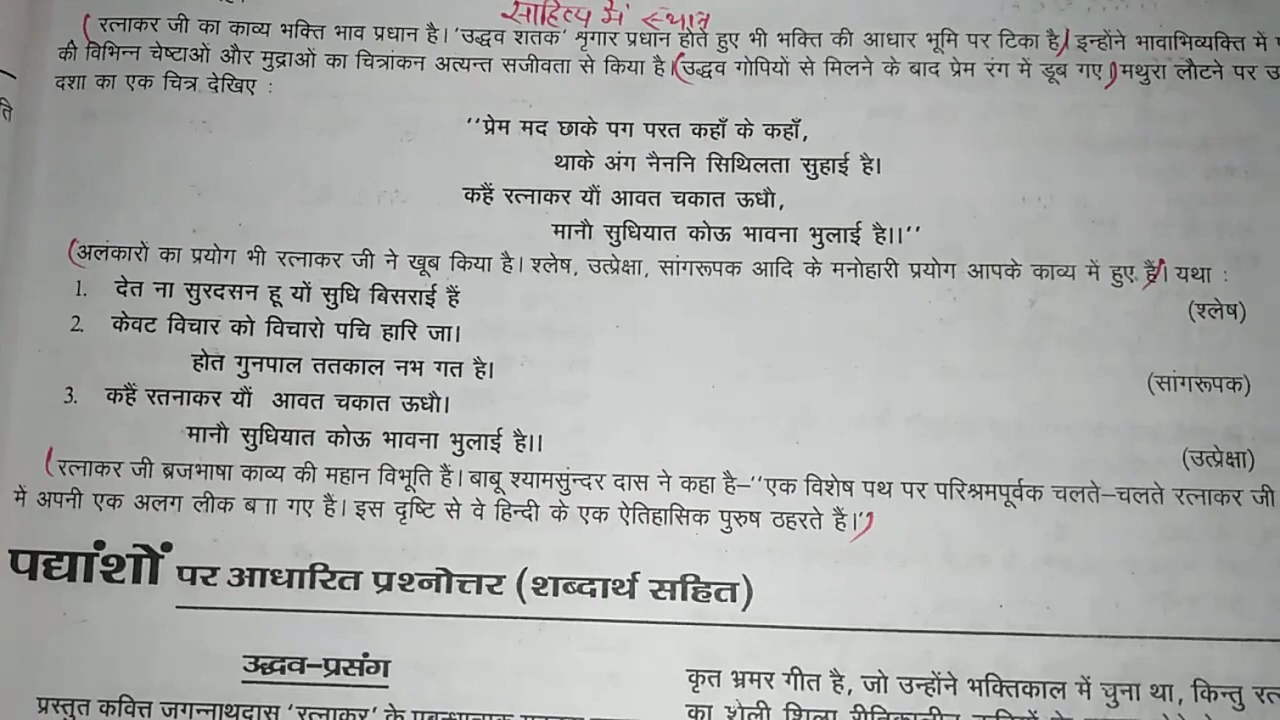 साहित्य में स्थान
(रत्नाकर जी का काव्य भक्ति भाव प्रधान है। 'उद्धव शतक' शृंगार प्रधान होते हुए भी भक्ति की आधार भूमि पर टिका है) इन्होंने भावाभिव्यक्ति में
की विभिन्न चेष्टाओं और मुद्राओं का चित्रांकन अत्यन्त सजीवता से किया है। (उद्धव गोपियों से मिलने के बाद प्रेम रंग में डूब गए।) मथुरा लौटने पर उ
ति
दशा का एक चित्र देखिए :
''प्रेम मद छाके पग परत कहाँ के कहाँ,
थाके अंग नैननि सिथिलता सुहाई है।
कहैं रत्नाकर यौं आवत चकात ऊधौ,
मानौ सुधियात कोऊ भावना भुलाई है।।''
(अलंकारों का प्रयोग भी रत्नाकर जी ने खूब किया है। श्लेष, उत्प्रेक्षा, सांगरूपक आदि के मनोहारी प्रयोग आपके काव्य में हुए हैं)। यथा :
1. देत ना सुरदसन हू यों सुधि बिसराई हैं
(श्लेष)
2. केवट विचार को विचारो पचि हारि जा।
होत गुनपाल ततकाल नभ गत है।
(सांगरूपक)
3. कहैं रतनाकर यौं आवत चकात ऊधौ।
मानौ सुधियात कोऊ भावना भुलाई है।।
(उत्प्रेक्षा)
(रत्नाकर जी ब्रजभाषा काव्य की महान विभूति हैं। बाबू श्यामसुंन्दर दास ने कहा है–''एक विशेष पथ पर परिश्रमपूर्वक चलते–चलते रत्नाकर जी
में अपनी एक अलग लीक बना गए हैं। इस दृष्टि से वे हिन्दी के एक ऐतिहासिक पुरुष ठहरते हैं।'')
पद्यांशों पर आधारित प्रश्नोत्तर (शब्दार्थ सहित)
उद्धव–प्रसंग
प्रस्तुत कवित्त जगन्नाथदास 'रत्नाकर' के
कृत भ्रमर गीत है, जो उन्होंने भक्तिकाल में चुना था, किन्तु
का शैली शिल्प रीतिकालीन